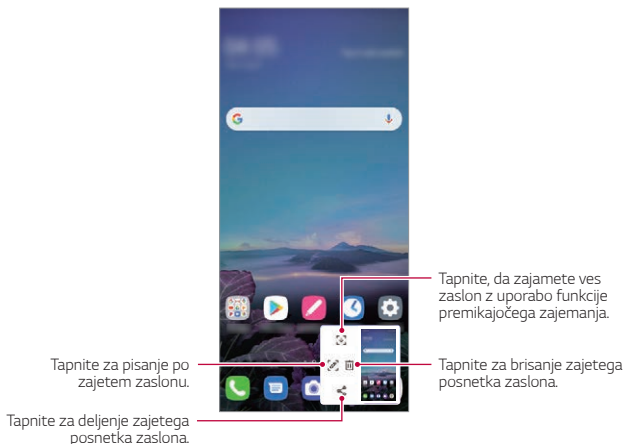 Tapnite, da zajamete ves
zaslon z uporabo funkcije
premikajočega zajemanja.
Tapnite za pisanje po
zajetem zaslonu.
Tapnite za brisanje zajetega
posnetka zaslona.
Tapnite za deljenje zajetega
posnetka zaslona.